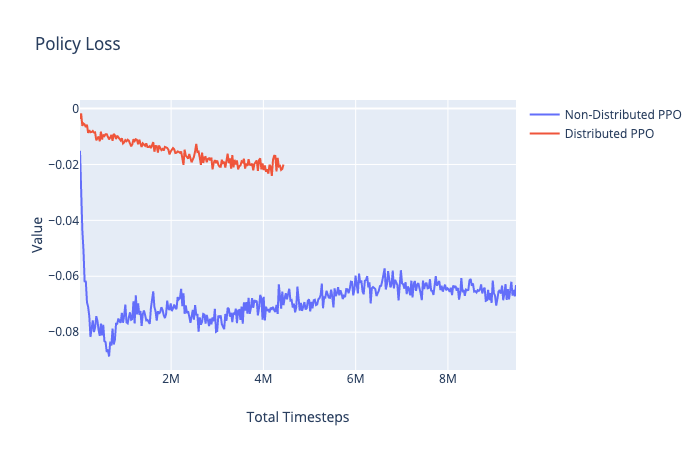 Policy Loss
Non-Distributed PPO
Distributed PPO
0
−0.02
−0.04
−0.06
−0.08
Value
2M
4M
6M
8M
Total Timesteps